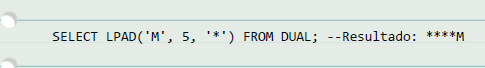 SELECT LPAD('M', 5, '*') FROM DUAL; --Resultado: ****M